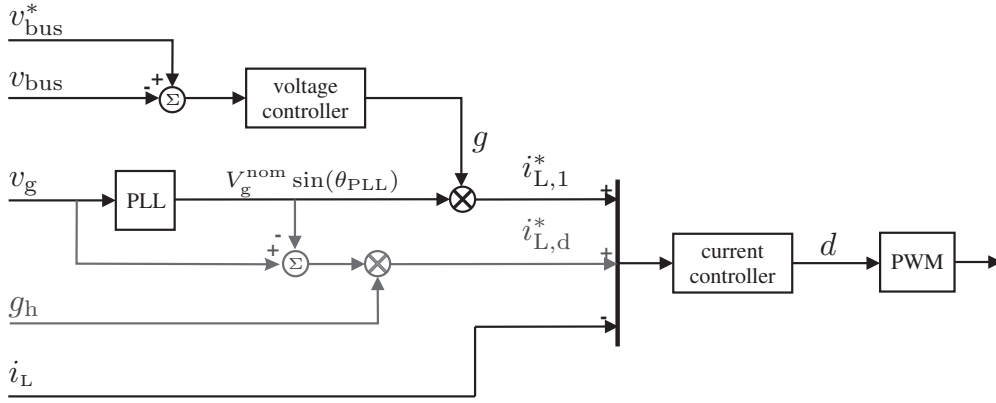 v*bus
+
-
vbus
Σ
voltage
controller
g
vg
PLL
Vgnom sin(θPLL)
i*L,1
+
-
+
Σ
i*L,d
+
current
controller
d
PWM
gh
-
iL